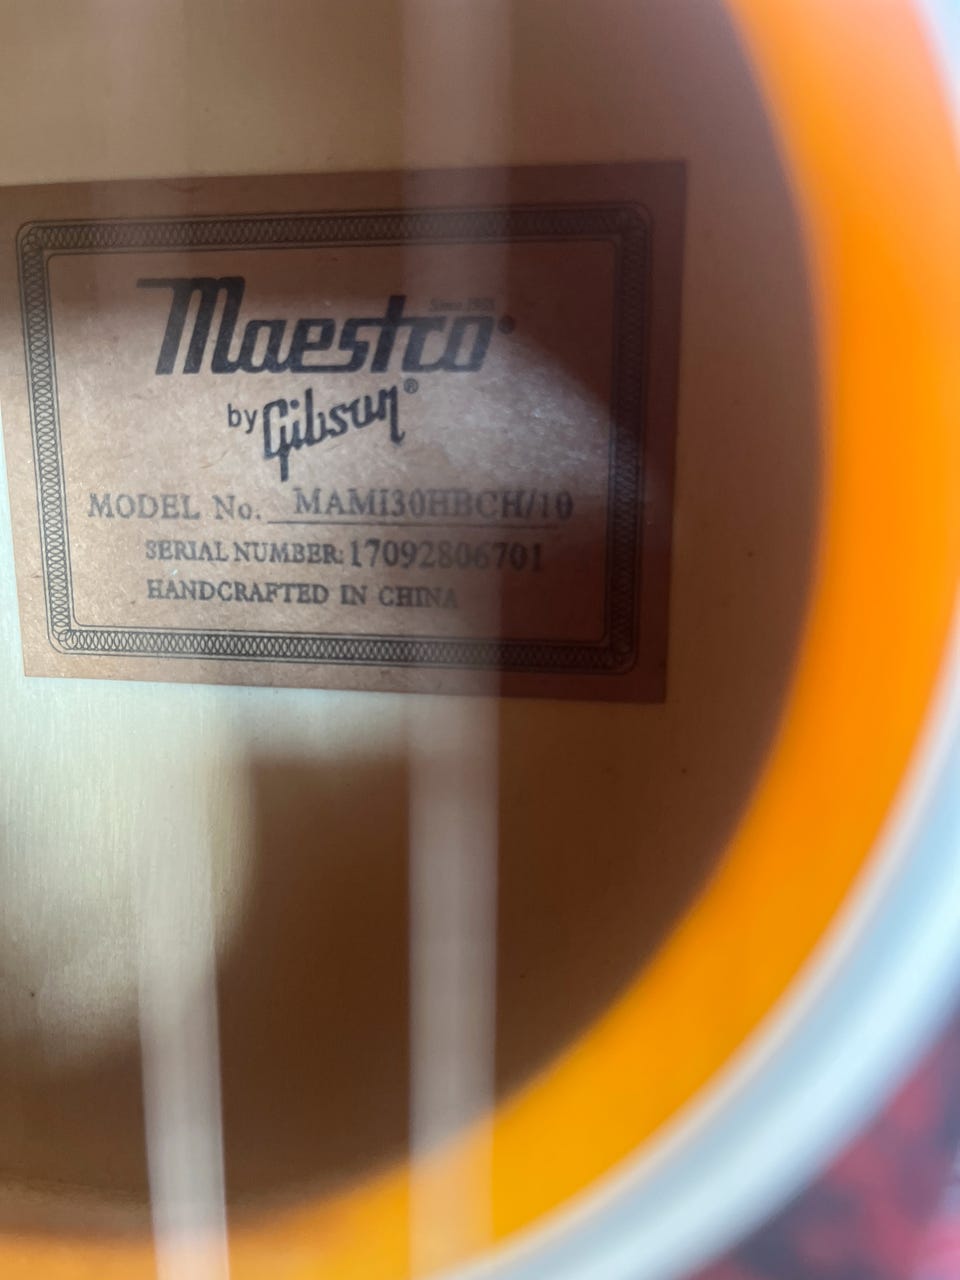 Maestro®
by Gibson®
MODEL No. MAMI30HBCH/10
SERIAL NUMBER: 17092806701
HANDCRAFTED IN CHINA